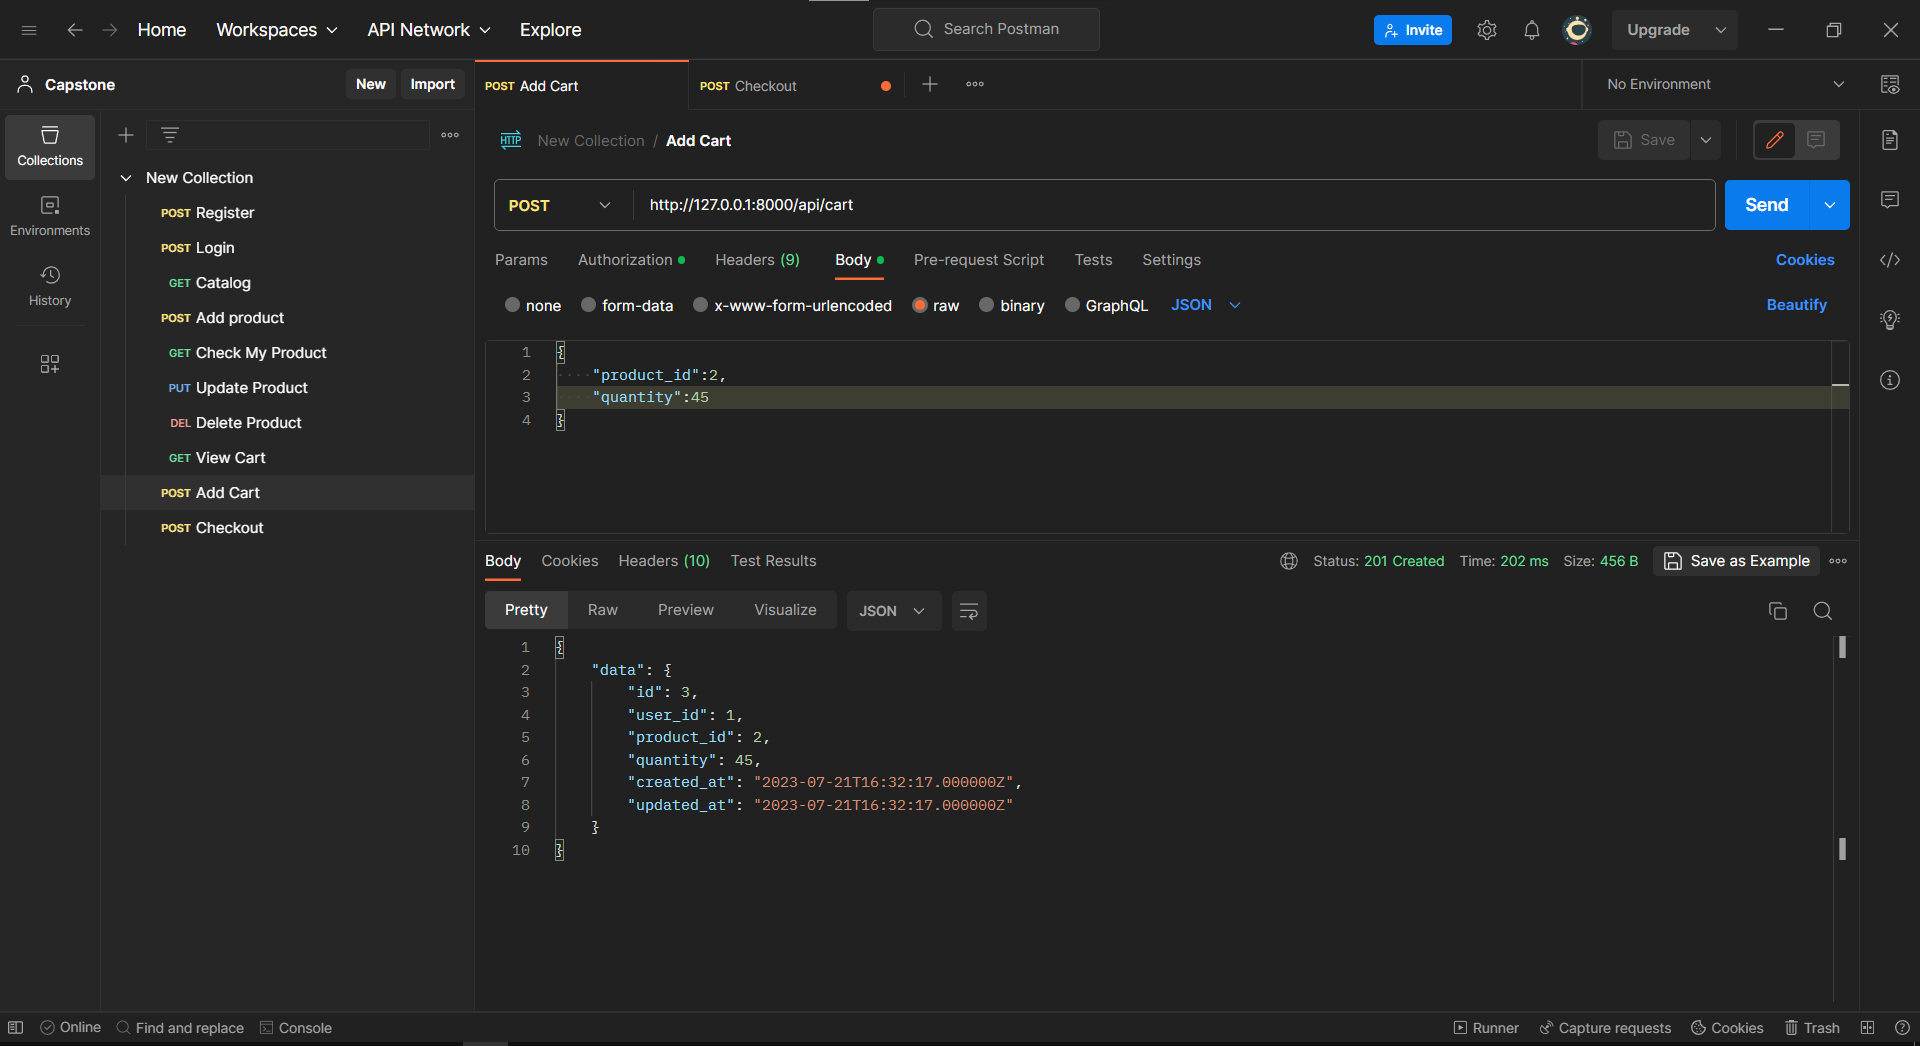 Home Workspaces API Network Explore Search Postman Invite Upgrade
Capstone New Import POST Add Cart POST Checkout No Environment
Collections
Environments
History
New Collection
POST Register
POST Login
GET Catalog
POST Add product
GET Check My Product
PUT Update Product
DEL Delete Product
GET View Cart
POST Add Cart
POST Checkout
HTTP New Collection / Add Cart Save
POST http://127.0.0.1:8000/api/cart Send
Params Authorization Headers (9) Body Pre-request Script Tests Settings Cookies
none form-data x-www-form-urlencoded raw binary GraphQL JSON Beautify
1 {
2 ····"product_id":2,
3 ····"quantity":45
4 }
Body Cookies Headers (10) Test Results Status: 201 Created Time: 202 ms Size: 456 B Save as Example
Pretty Raw Preview Visualize JSON
1 {
2 "data": {
3 "id": 3,
4 "user_id": 1,
5 "product_id": 2,
6 "quantity": 45,
7 "created_at": "2023-07-21T16:32:17.000000Z",
8 "updated_at": "2023-07-21T16:32:17.000000Z"
9 }
10 }
Online Find and replace Console Runner Capture requests Cookies Trash